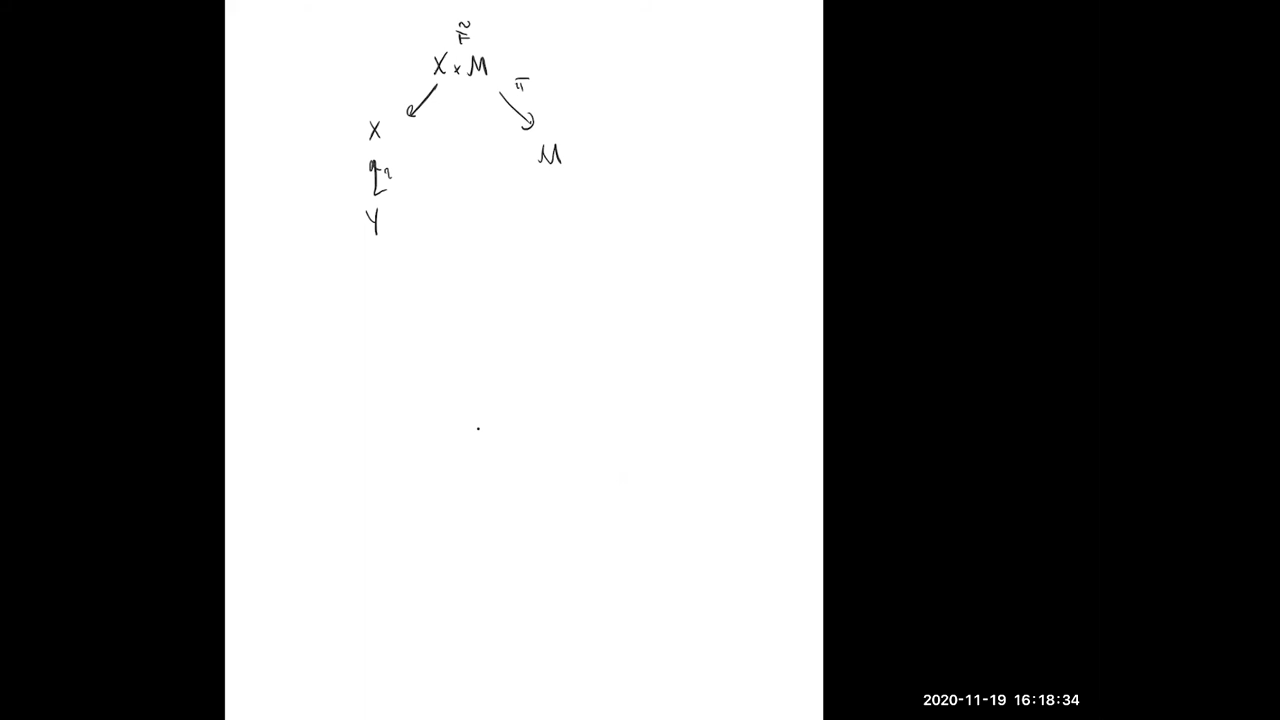 X × M
π
X
M
Y
2020-11-19 16:18:34